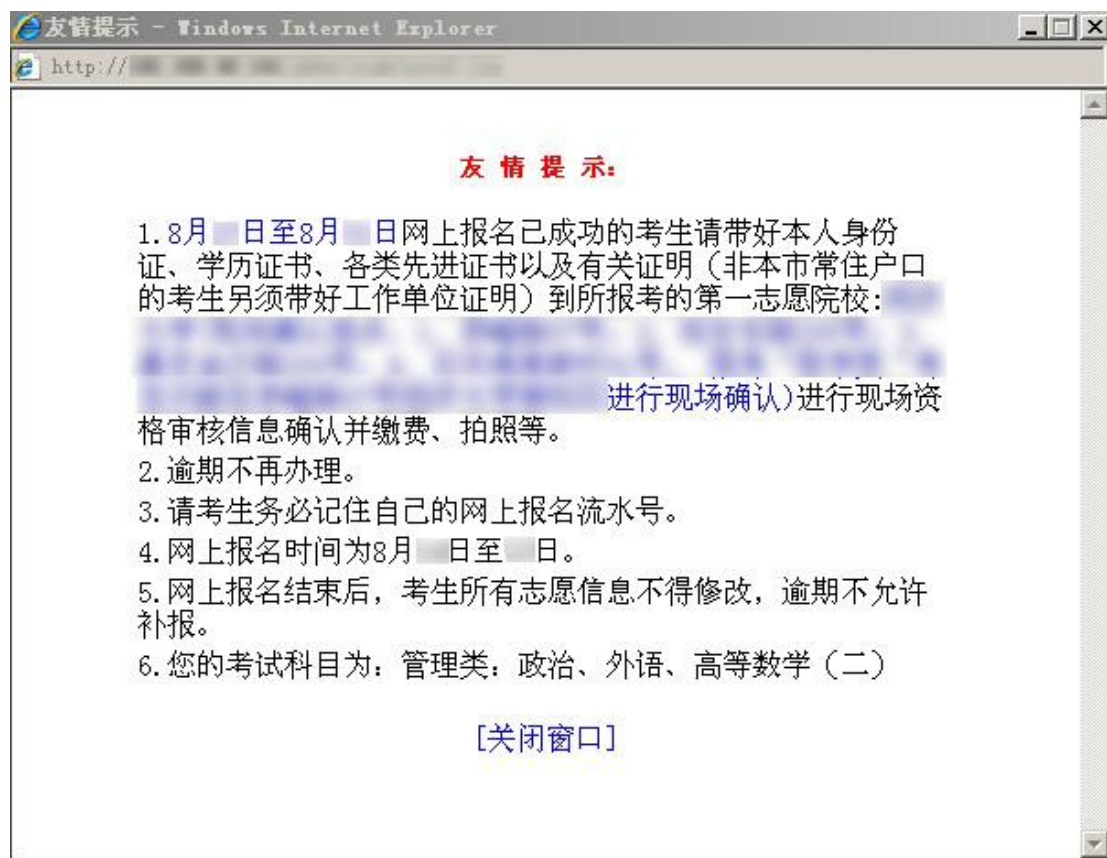 友情提示 - Windows Internet Explorer
http://
友 情 提 示:
1.8月 日至8月 日网上报名已成功的考生请带好本人身份
证、学历证书、各类先进证书以及有关证明（非本市常住户口
的考生另须带好工作单位证明）到所报考的第一志愿院校:
进行现场确认)进行现场资
格审核信息确认并缴费、拍照等。
2.逾期不再办理。
3.请考生务必记住自己的网上报名流水号。
4.网上报名时间为8月 日至 日。
5.网上报名结束后，考生所有志愿信息不得修改，逾期不允许
补报。
6.您的考试科目为：管理类：政治、外语、高等数学（二）
[关闭窗口]